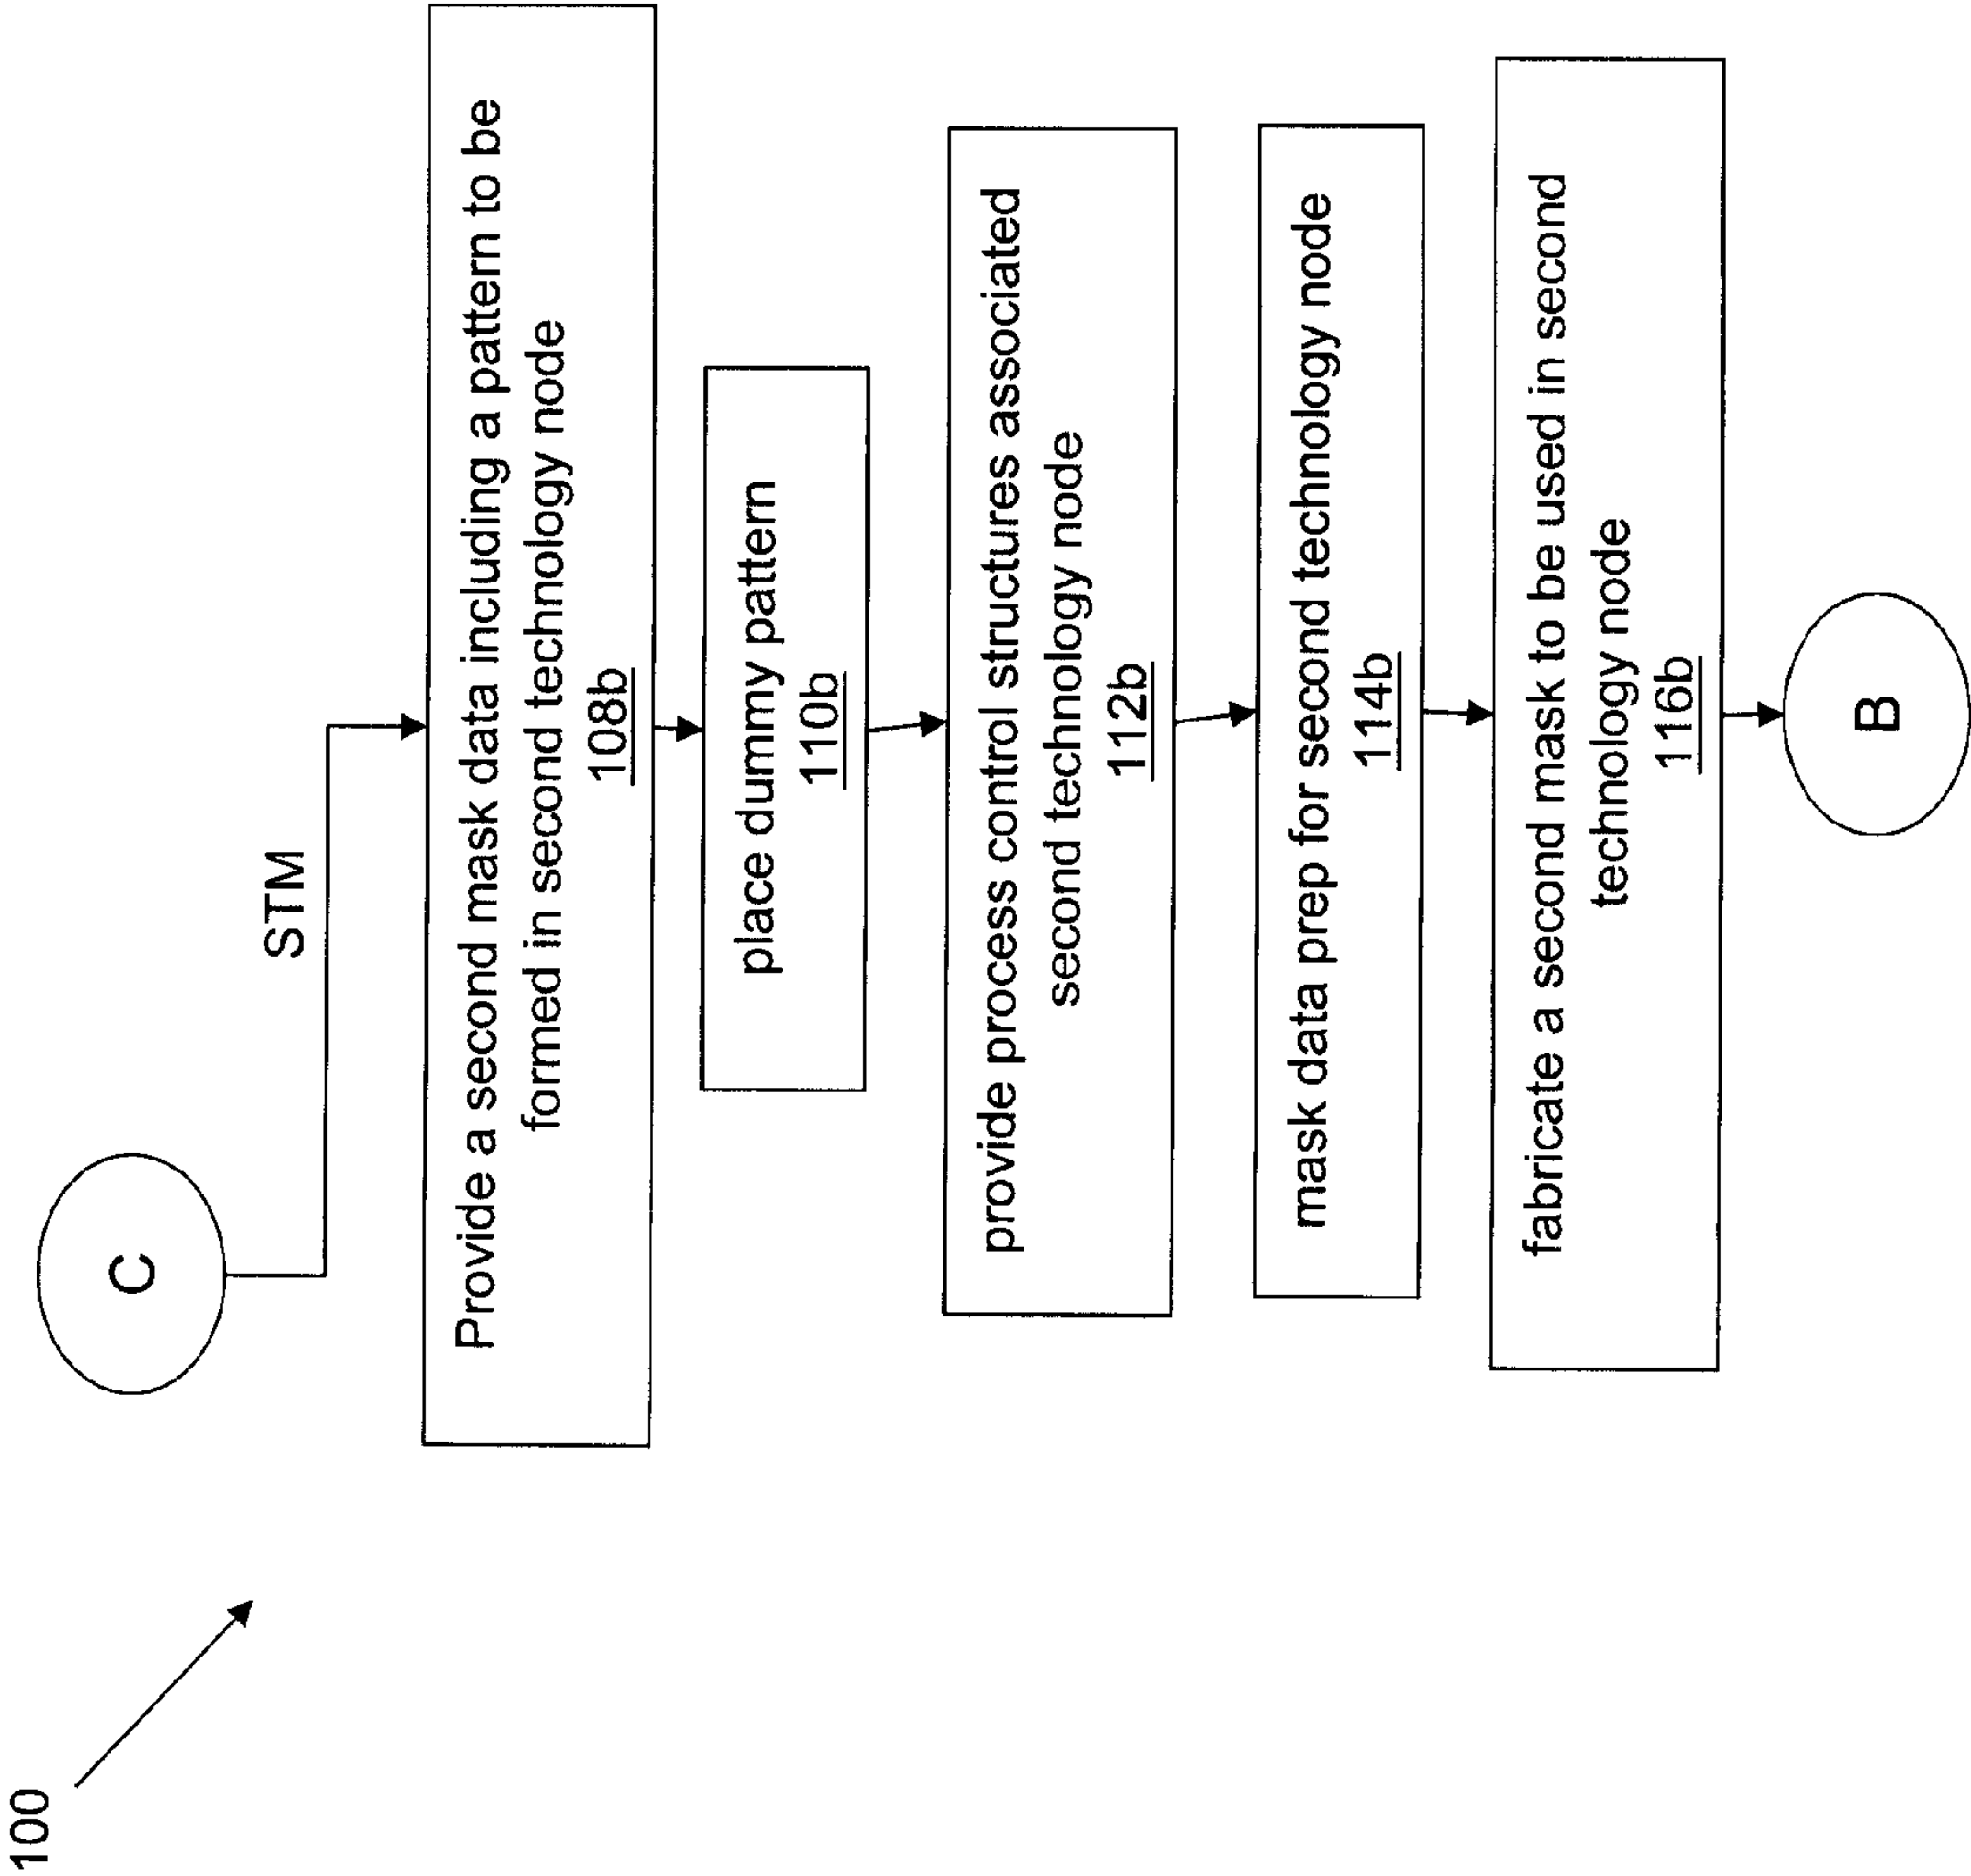 100
C
STM
Provide a second mask data including a pattern to be
formed in second technology node
108b
place dummy pattern
110b
provide process control structures associated
second technology node
112b
mask data prep for second technology node
114b
fabricate a second mask to be used in second
technology node
116b
B